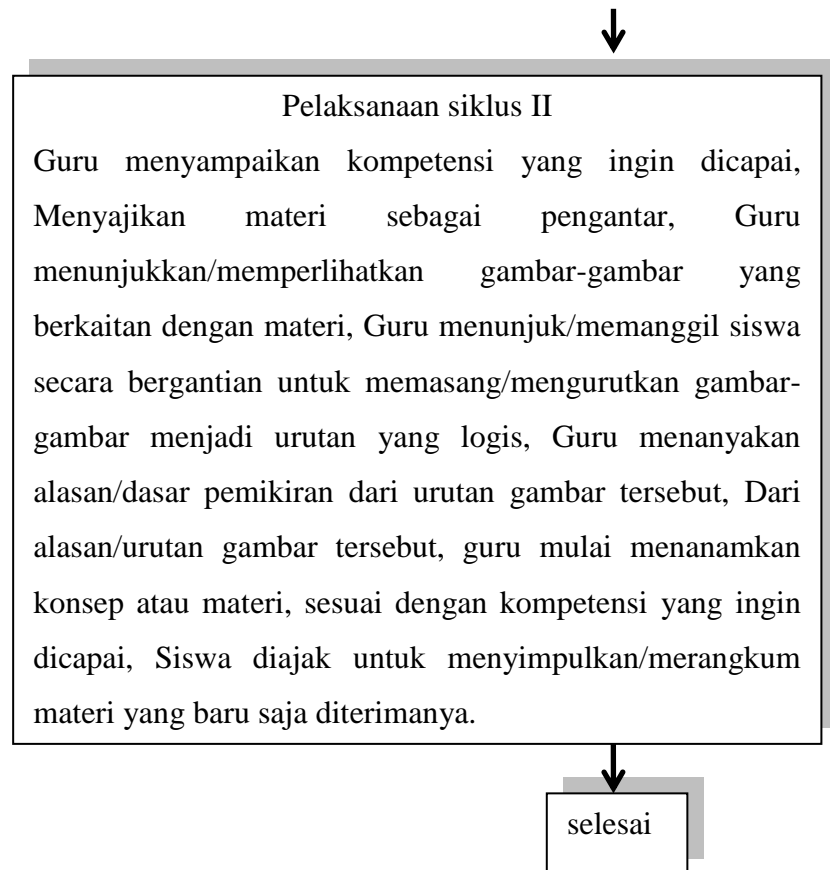 Pelaksanaan siklus II
Guru menyampaikan kompetensi yang ingin dicapai,
Menyajikan materi sebagai pengantar, Guru
menunjukkan/memperlihatkan gambar-gambar yang
berkaitan dengan materi, Guru menunjuk/memanggil siswa
secara bergantian untuk memasang/mengurutkan gambar-
gambar menjadi urutan yang logis, Guru menanyakan
alasan/dasar pemikiran dari urutan gambar tersebut, Dari
alasan/urutan gambar tersebut, guru mulai menanamkan
konsep atau materi, sesuai dengan kompetensi yang ingin
dicapai, Siswa diajak untuk menyimpulkan/merangkum
materi yang baru saja diterimanya.
selesai